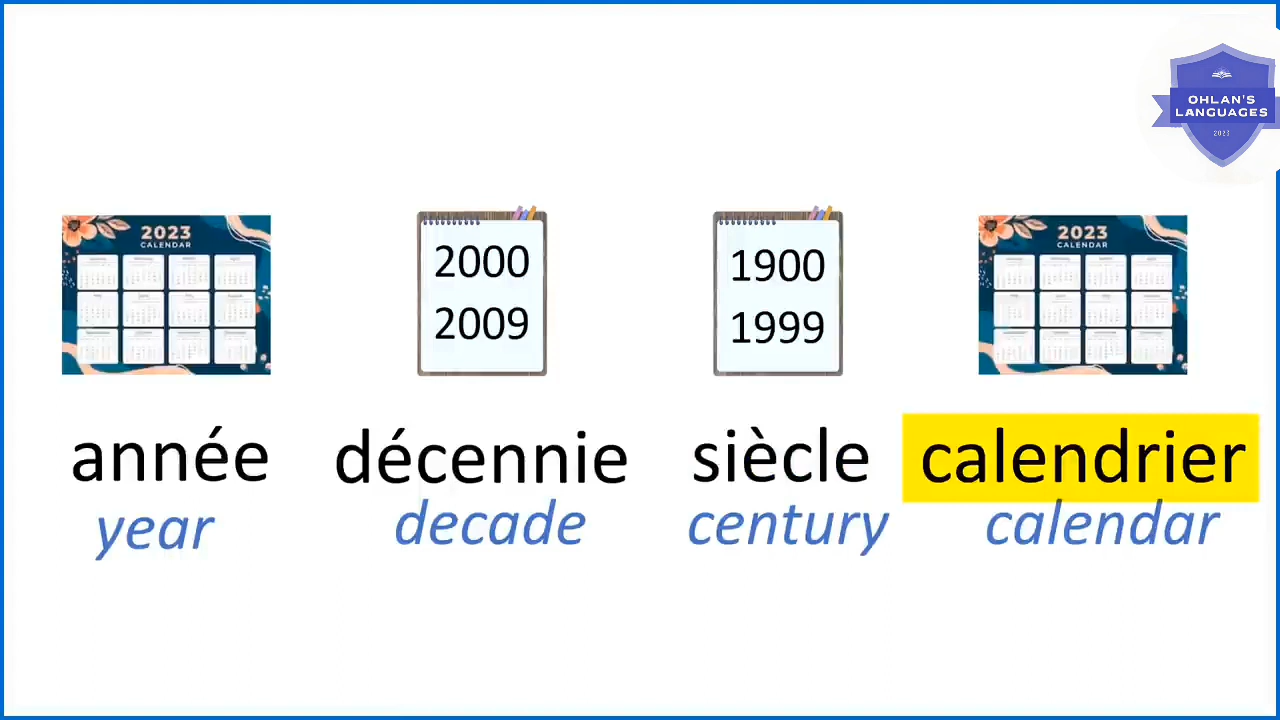 OHLAN'S
LANGUAGES
2023
2023
CALENDAR
2000
2009
1900
1999
2023
CALENDAR
année
décennie
siècle
calendrier
year
decade
century
calendar